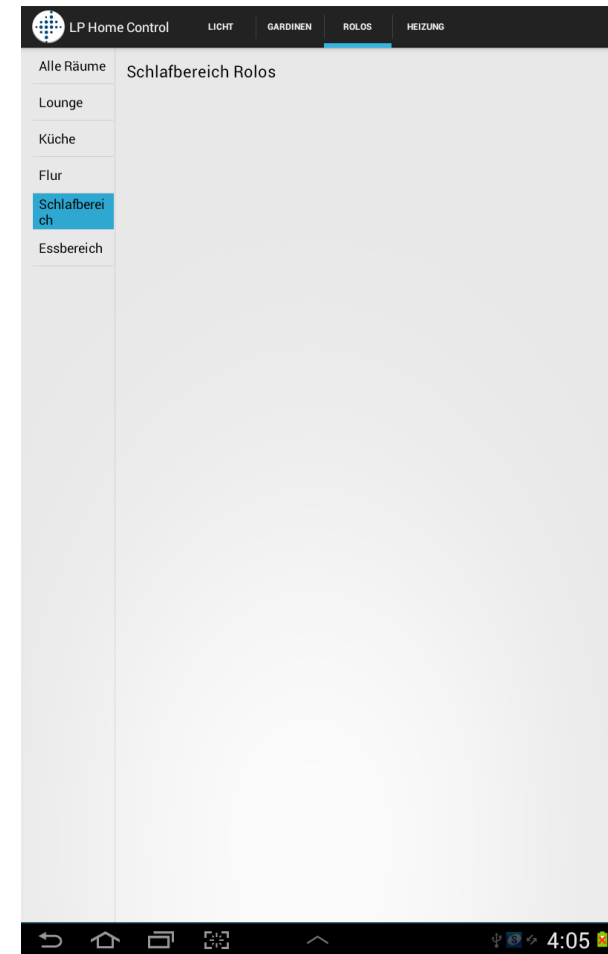 LP Home Control LICHT GARDINEN ROLOS HEIZUNG
Alle Räume
Schlafbereich Rolos
Lounge
Küche
Flur
Schlafberei
ch
Essbereich
4:05